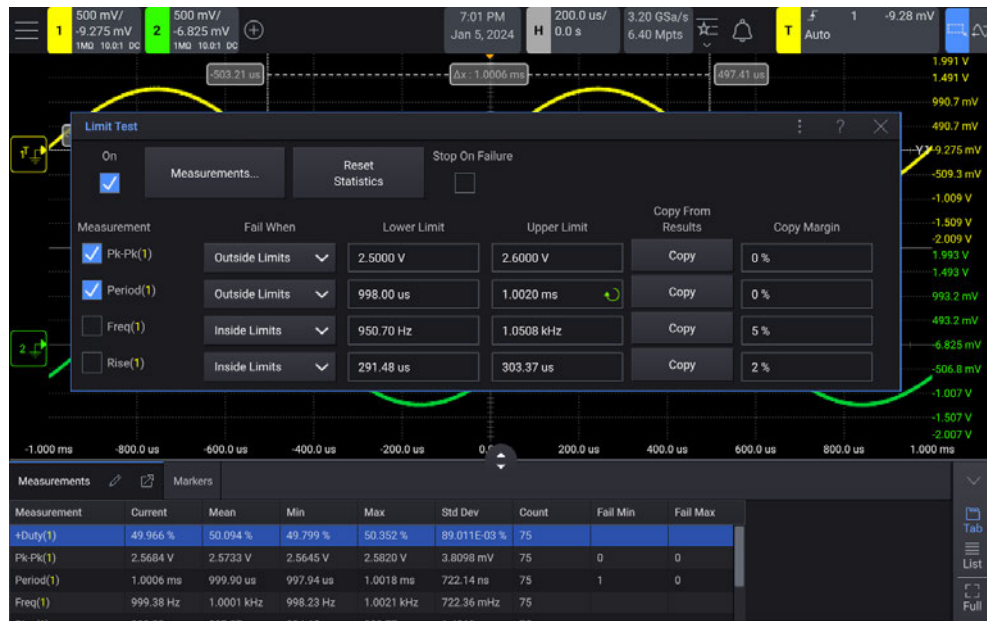 500 mV/ 500 mV/ 7:01 PM 200.0 us/ 3.20 GSa/s 1 -9.28 mV
1 -9.275 mV 2 -6.825 mV Jan 5, 2024 H 0.0 s 6.40 Mpts T Auto
1MΩ 10.0:1 DC 1MΩ 10.0:1 DC
1.991 V
-503.21 us Δx : 1.0006 ms 497.41 us
1.491 V
990.7 mV
Limit Test ? 490.7 mV
1T On Measurements... Reset Statistics Stop On Failure -9.275 mV
-509.3 mV
-1.009 V
Measurement Fail When Lower Limit Upper Limit Copy From Results Copy Margin
-1.509 V
-2.009 V
Pk-Pk(1) Outside Limits 2.5000 V 2.6000 V Copy 0 % 1.993 V
1.493 V
Period(1) Outside Limits 998.00 us 1.0020 ms Copy 0 % 993.2 mV
Freq(1) Inside Limits 950.70 Hz 1.0508 kHz Copy 5 % 493.2 mV
2 -6.825 mV
Rise(1) Inside Limits 291.48 us 303.37 us Copy 2 % -506.8 mV
-1.007 V
-1.507 V
-2.007 V
-1.000 ms -800.0 us -600.0 us -400.0 us -200.0 us 200.0 us 400.0 us 600.0 us 800.0 us 1.000 ms
Measurements Markers
Measurement Current Mean Min Max Std Dev Count Fail Min Fail Max
+Duty(1) 49.966 % 50.094 % 49.799 % 50.352 % 89.011E-03 % 75
Tab
Pk-Pk(1) 2.5684 V 2.5733 V 2.5645 V 2.5820 V 3.8098 mV 75 0 0
List
Period(1) 1.0006 ms 999.90 us 997.94 us 1.0018 ms 722.14 ns 75 1 0
Freq(1) 999.38 Hz 1.0001 kHz 998.23 Hz 1.0021 kHz 722.36 mHz 75
Full